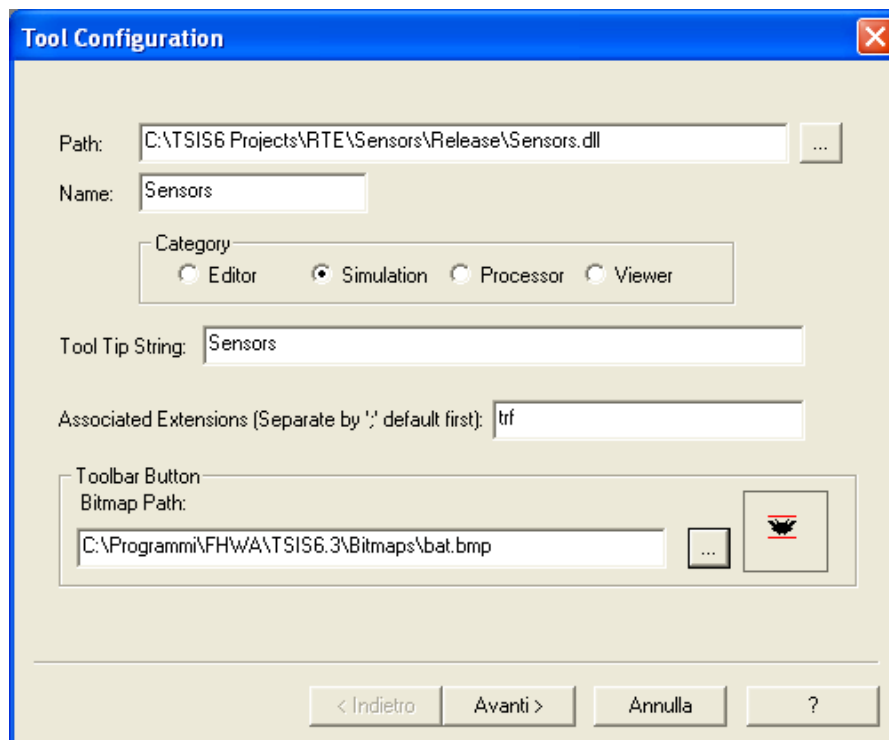 Tool Configuration
Path: C:\TSIS6 Projects\RTE\Sensors\Release\Sensors.dll ...
Name: Sensors
Category
Editor Simulation Processor Viewer
Tool Tip String: Sensors
Associated Extensions (Separate by ';' default first): trf
Toolbar Button
Bitmap Path:
C:\Programmi\FHWA\TSIS6.3\Bitmaps\bat.bmp ...
< Indietro Avanti > Annulla ?